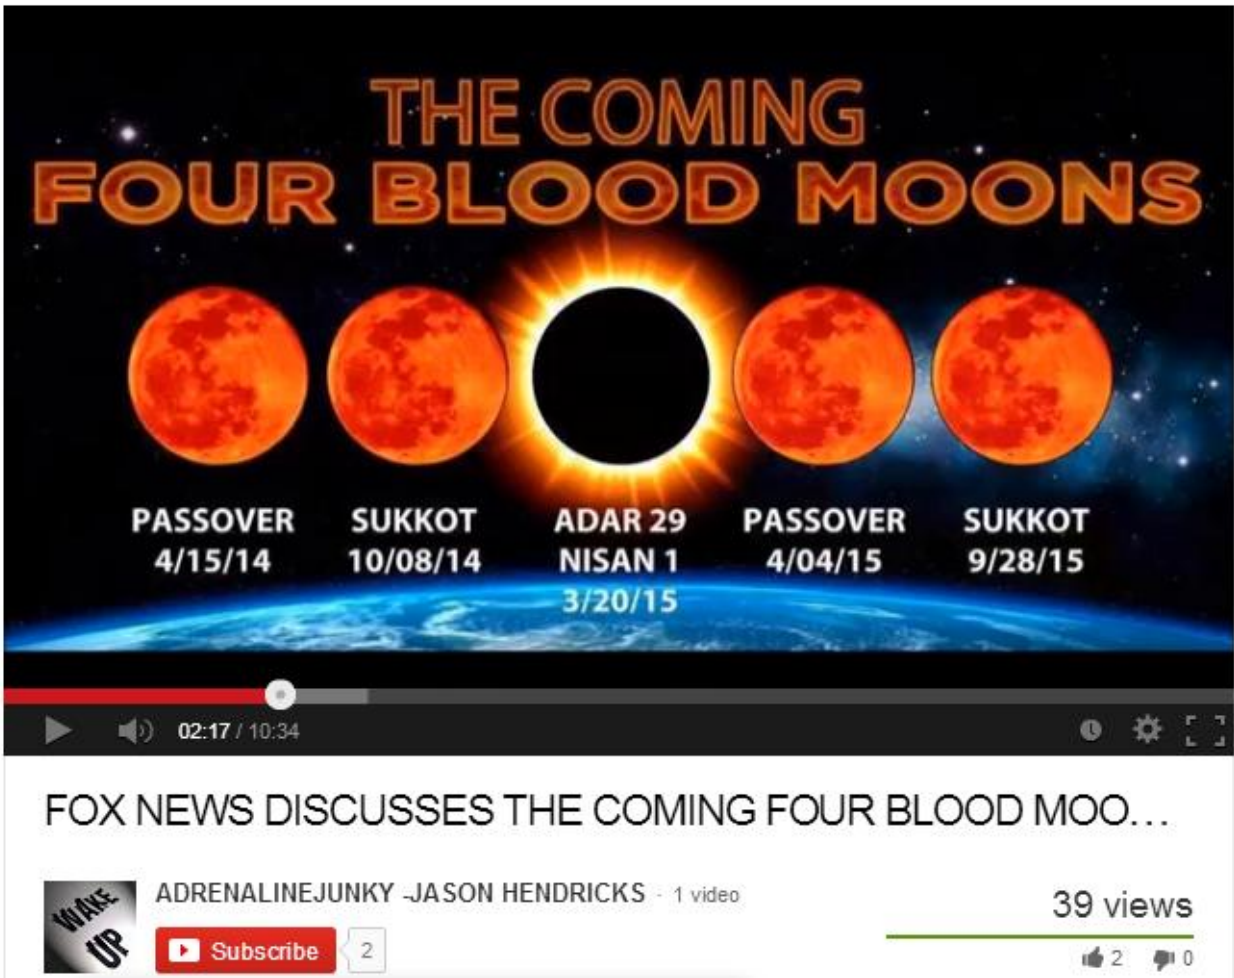 THE COMING
FOUR BLOOD MOONS
PASSOVER
4/15/14
SUKKOT
10/08/14
ADAR 29
NISAN 1
3/20/15
PASSOVER
4/04/15
SUKKOT
9/28/15
02:17 / 10:34
FOX NEWS DISCUSSES THE COMING FOUR BLOOD MOO...
WAKE
UP
ADRENALINEJUNKY -JASON HENDRICKS · 1 video
Subscribe 2
39 views
2 0